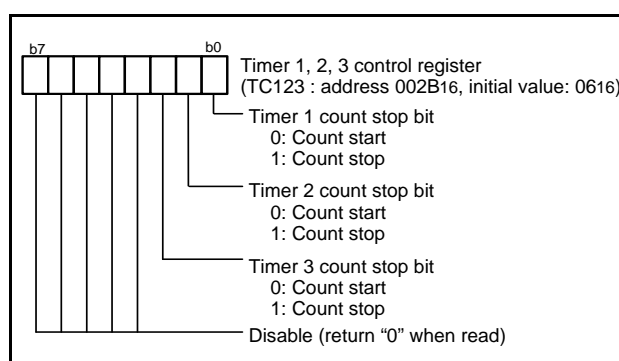 b7 b0
Timer 1, 2, 3 control register
(TC123 : address 002B16, initial value: 0616)
Timer 1 count stop bit
0: Count start
1: Count stop
Timer 2 count stop bit
0: Count start
1: Count stop
Timer 3 count stop bit
0: Count start
1: Count stop
Disable (return “0” when read)